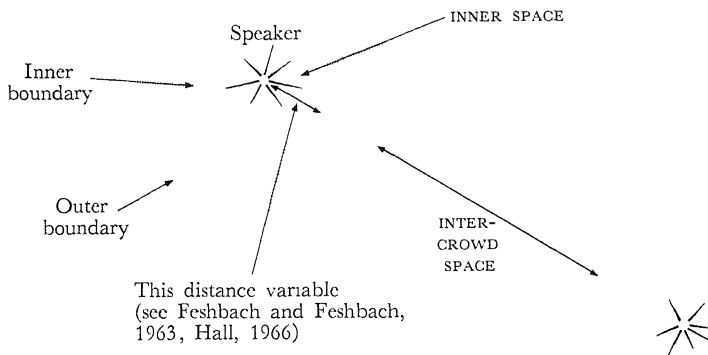 Speaker
INNER SPACE
Inner
boundary
Outer
boundary
INTER-
CROWD
SPACE
This distance variable
(see Feshbach and Feshbach,
1963, Hall, 1966)